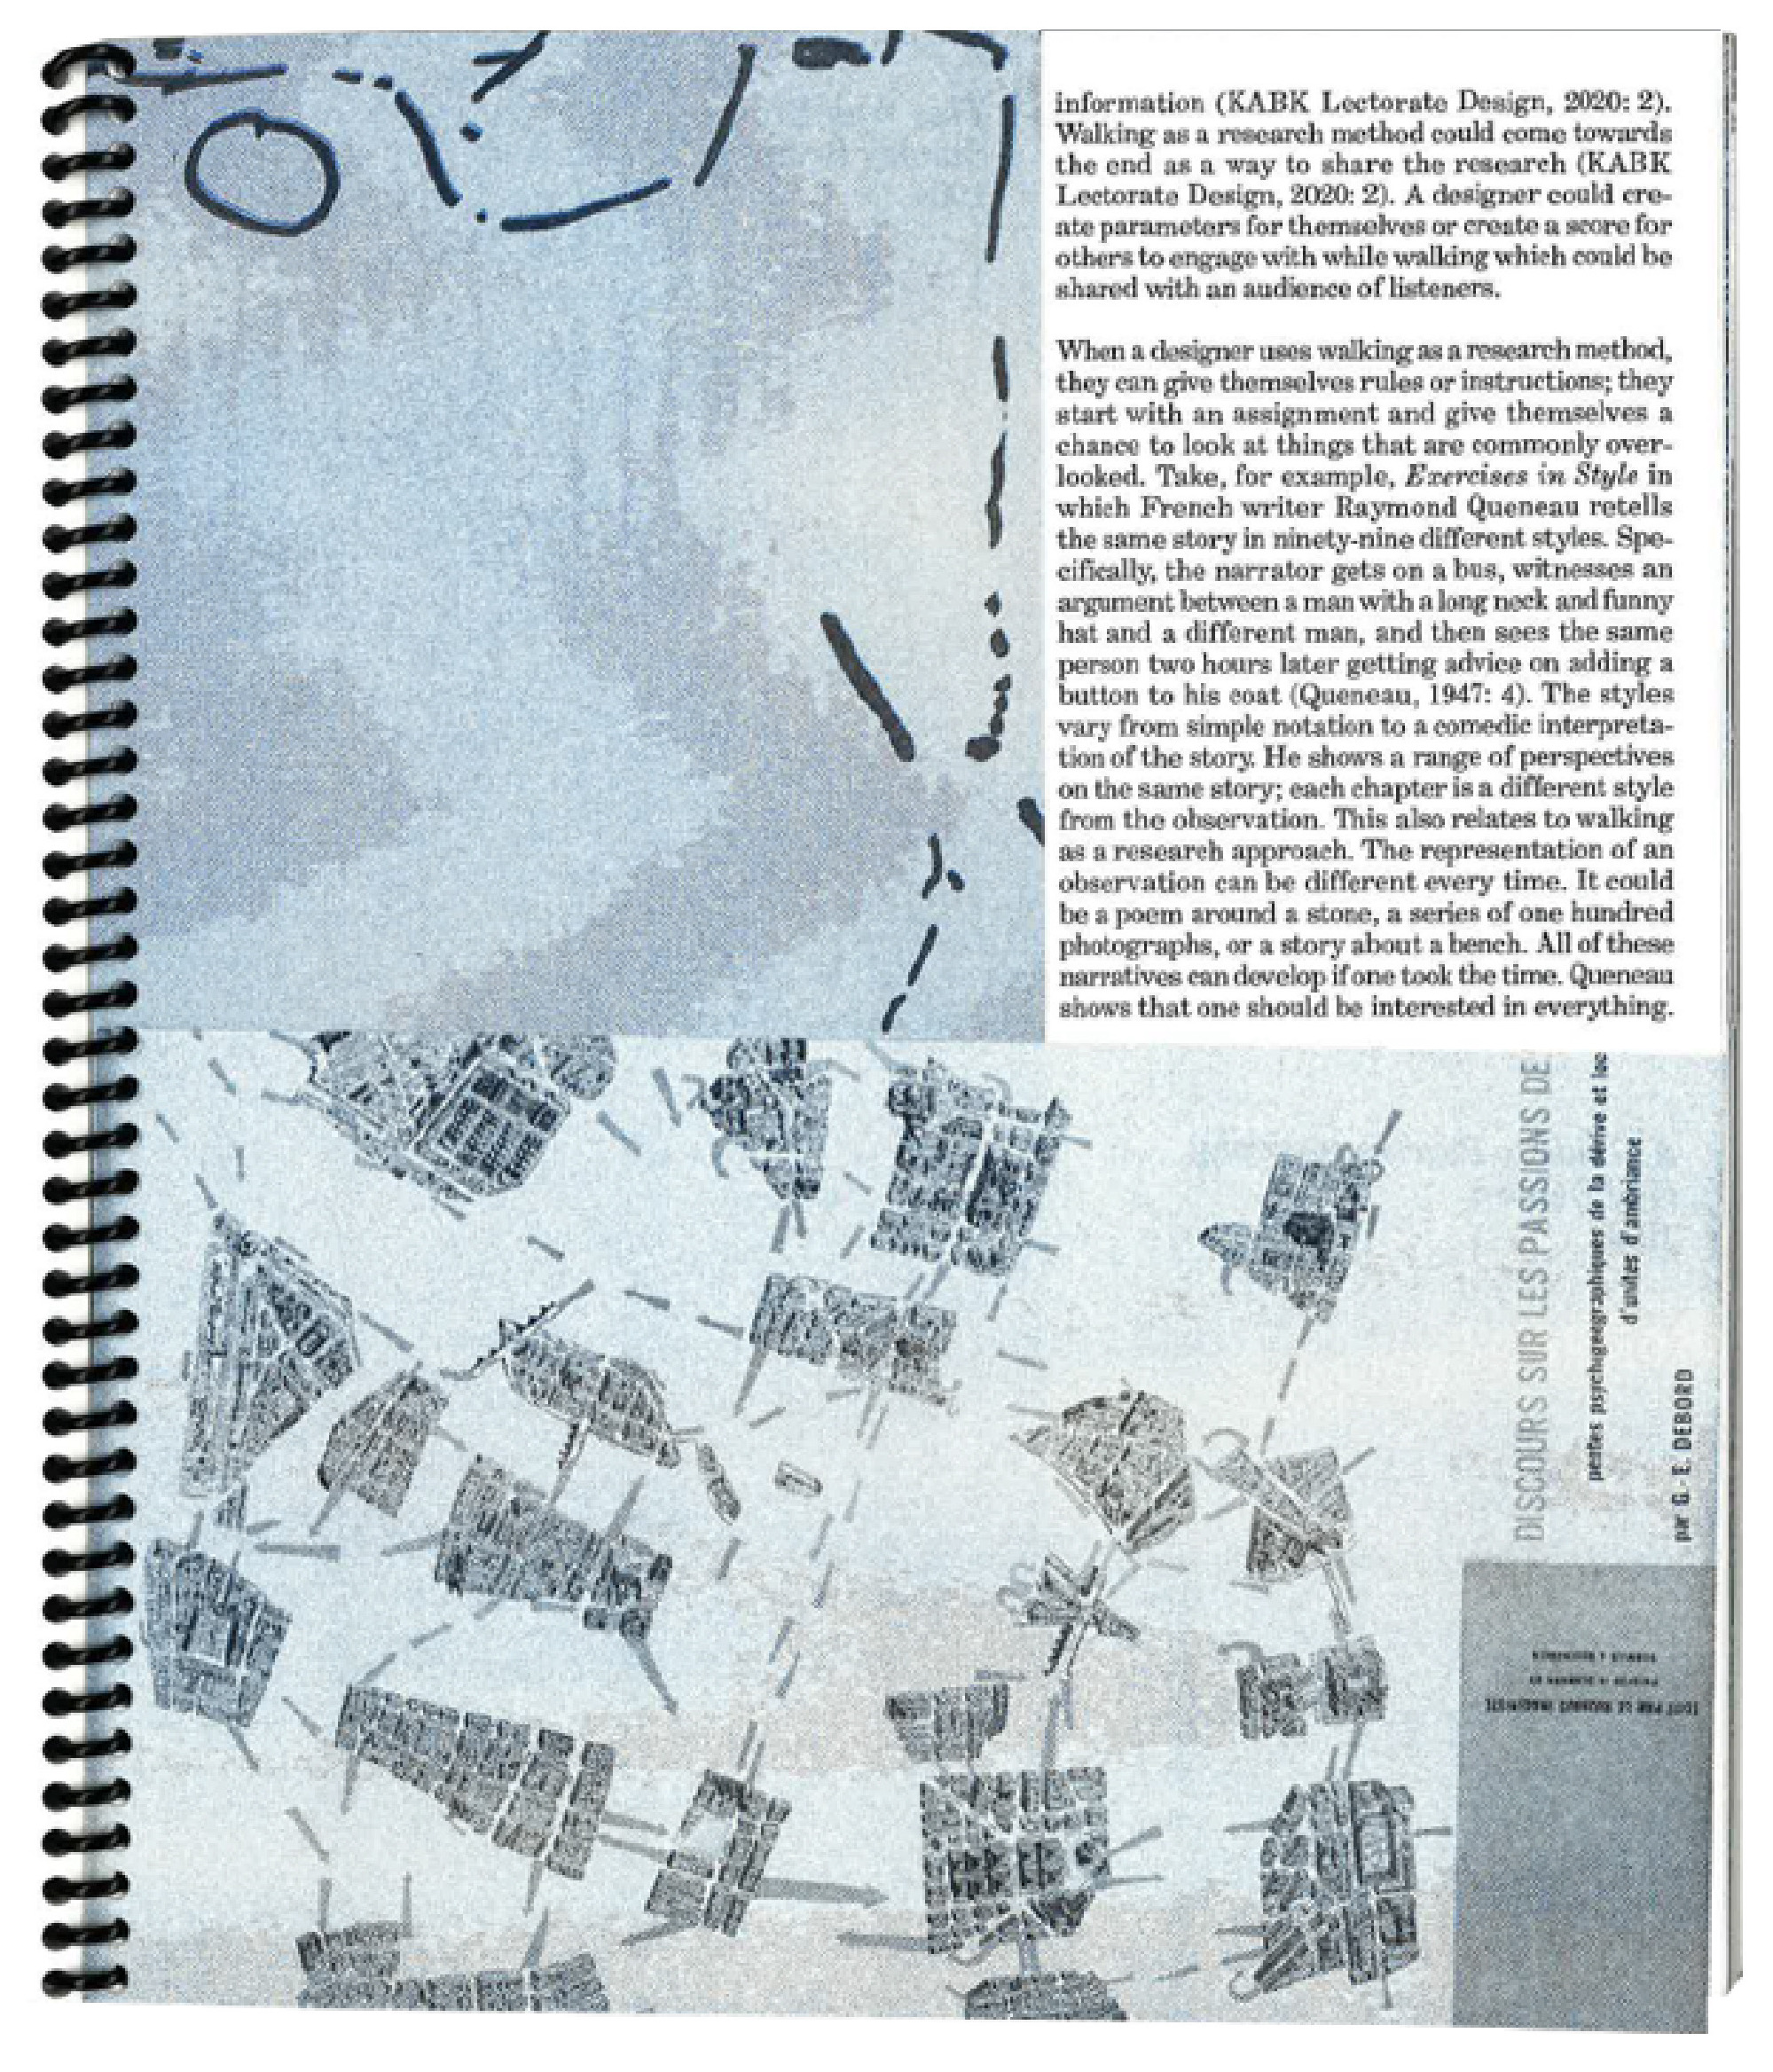 information (KABK Lectorate Design, 2020: 2).
Walking as a research method could come towards
the end as a way to share the research (KABK
Lectorate Design, 2020: 2). A designer could cre-
ate parameters for themselves or create a score for
others to engage with while walking which could be
shared with an audience of listeners.
When a designer uses walking as a research method,
they can give themselves rules or instructions; they
start with an assignment and give themselves a
chance to look at things that are commonly over-
looked. Take, for example, Exercises in Style in
which French writer Raymond Queneau retells
the same story in ninety-nine different styles. Spe-
cifically, the narrator gets on a bus, witnesses an
argument between a man with a long neck and funny
hat and a different man, and then sees the same
person two hours later getting advice on adding a
button to his coat (Queneau, 1947: 4). The styles
vary from simple notation to a comedic interpreta-
tion of the story. He shows a range of perspectives
on the same story; each chapter is a different style
from the observation. This also relates to walking
as a research approach. The representation of an
observation can be different every time. It could
be a poem around a stone, a series of one hundred
photographs, or a story about a bench. All of these
narratives can develop if one took the time. Queneau
shows that one should be interested in everything.
DISCOURS SUR LES PASSIONS DE
pentes psychgeographiques de la dérive et loc
d'unites d'ambiance
par G.-E. DEBORD